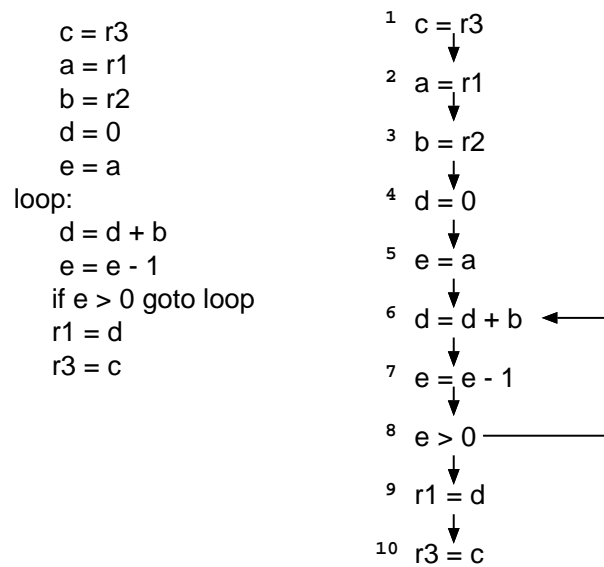 c = r3
a = r1
b = r2
d = 0
e = a
loop:
d = d + b
e = e - 1
if e > 0 goto loop
r1 = d
r3 = c
1 c = r3
2 a = r1
3 b = r2
4 d = 0
5 e = a
6 d = d + b
7 e = e - 1
8 e > 0
9 r1 = d
10 r3 = c